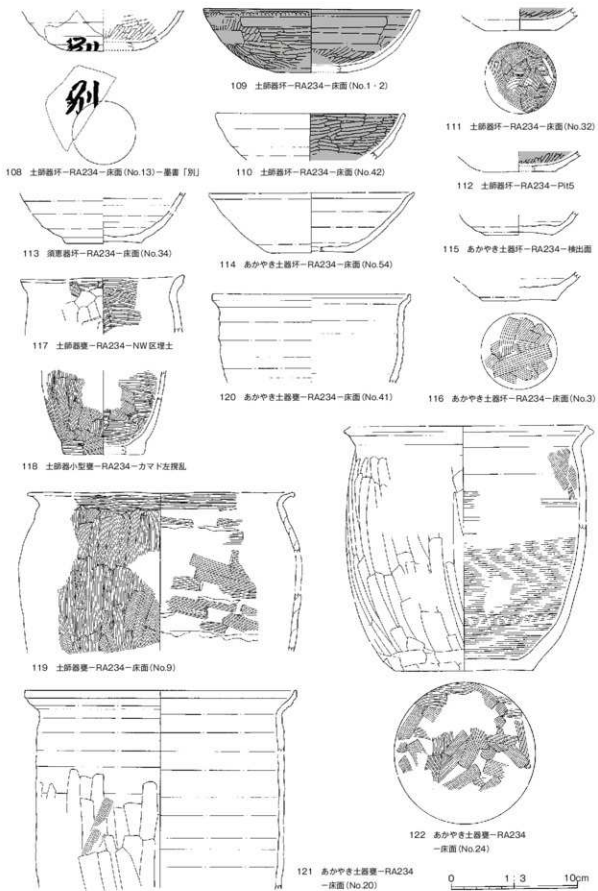 別
別
108 土師器坏-RA234-床面(No.13)-墨書「別」
109 土師器坏-RA234-床面(No.1・2)
110 土師器坏-RA234-床面(No.42)
111 土師器坏-RA234-床面(No.32)
112 土師器坏-RA234-Pit5
113 須恵器坏-RA234-床面(No.34)
114 あかやき土器坏-RA234-床面(No.54)
115 あかやき土器坏-RA234-検出面
116 あかやき土器坏-RA234-床面(No.3)
117 土師器甕-RA234-NW区埋土
120 あかやき土器甕-RA234-床面(No.41)
118 土師器小型甕-RA234-カマド左撹乱
119 土師器甕-RA234-床面(No.9)
122 あかやき土器甕-RA234
-床面(No.24)
121 あかやき土器甕-RA234
-床面(No.20)
0 1:3 10cm